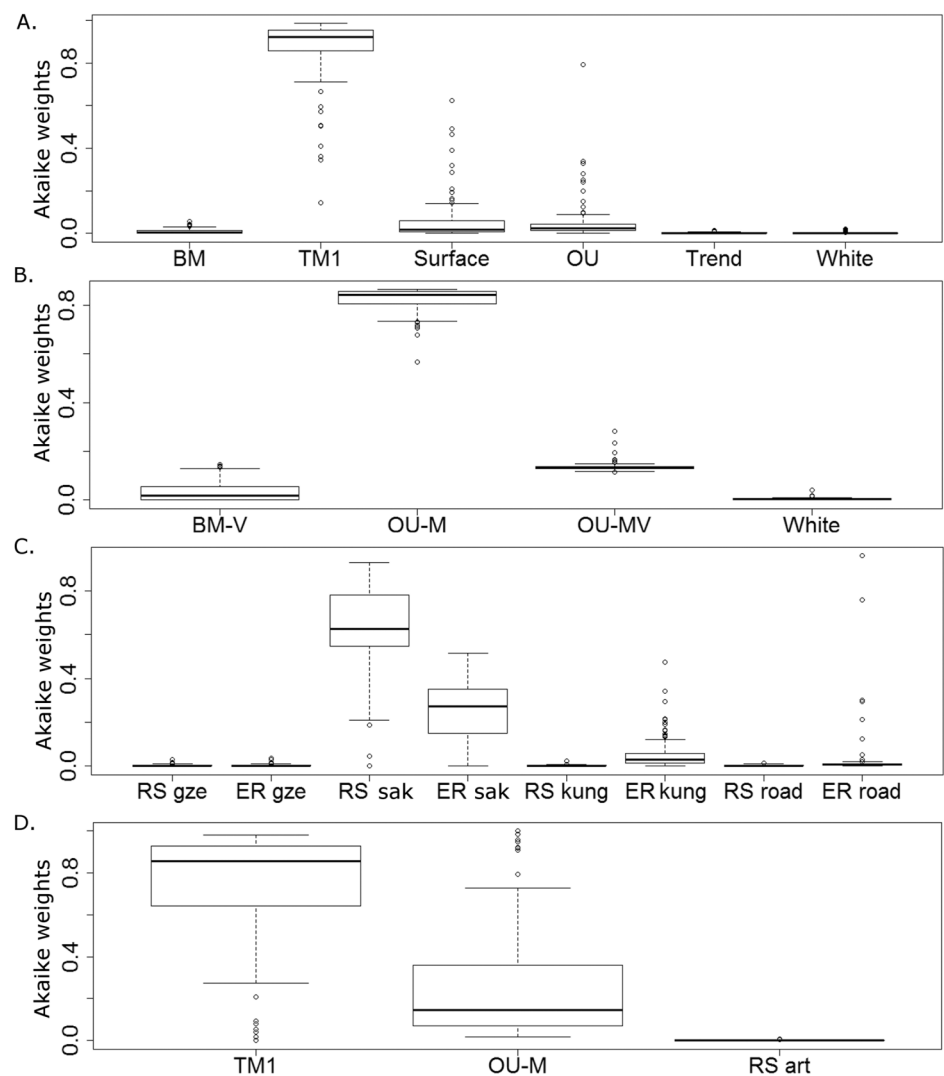 A.
Akaike weights
0.8
0.4
0.0
BM TM1 Surface OU Trend White
B.
Akaike weights
0.8
0.4
0.0
BM-V OU-M OU-MV White
C.
Akaike weights
0.8
0.4
0.0
RS gze ER gze RS sak ER sak RS kung ER kung RS road ER road
D.
Akaike weights
0.8
0.4
0.0
TM1 OU-M RS art